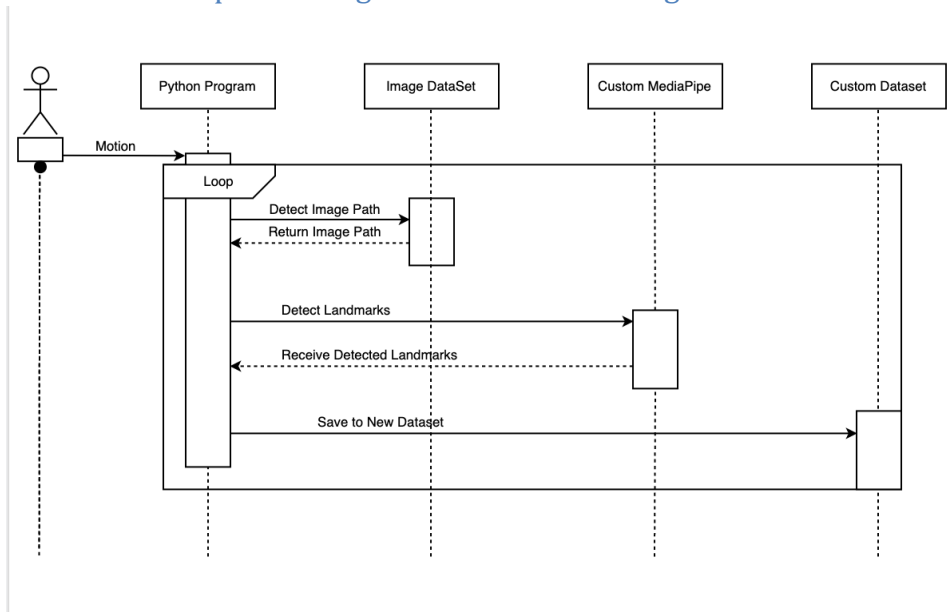 Python Program
Image DataSet
Custom MediaPipe
Custom Dataset
Motion
Loop
Detect Image Path
Return Image Path
Detect Landmarks
Receive Detected Landmarks
Save to New Dataset